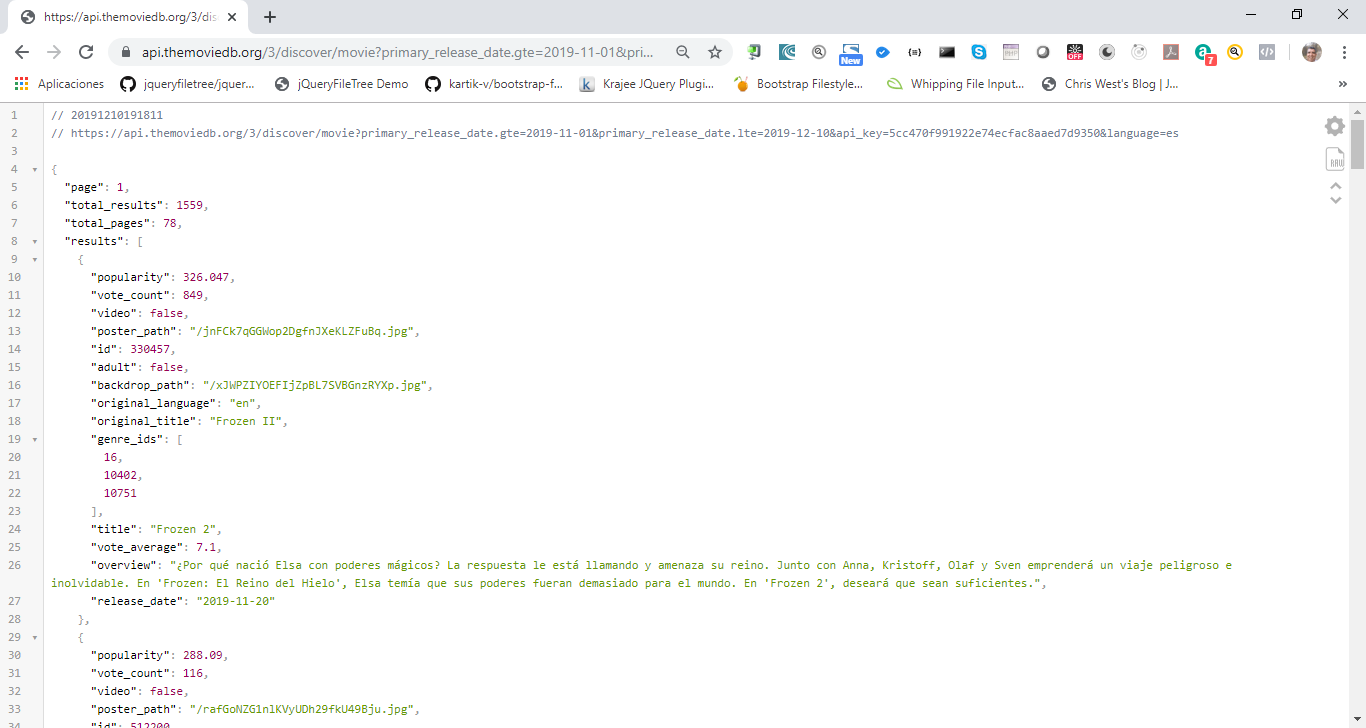 https://api.themoviedb.org/3/dis
api.themoviedb.org/3/discover/movie?primary_release_date.gte=2019-11-01&pri...
New
OFF
7
Aplicaciones
jqueryfiletree/jquer...
jQueryFileTree Demo
kartik-v/bootstrap-f...
k
Krajee JQuery Plugi...
Bootstrap Filestyle...
Whipping File Input...
Chris West's Blog | J...
»
1 // 20191210191811
2 // https://api.themoviedb.org/3/discover/movie?primary_release_date.gte=2019-11-01&primary_release_date.lte=2019-12-10&api_key=5cc470f991922e74ecfac8aaed7d9350&language=es
3
4 {
5 "page": 1,
6 "total_results": 1559,
7 "total_pages": 78,
8 "results": [
9 {
10 "popularity": 326.047,
11 "vote_count": 849,
12 "video": false,
13 "poster_path": "/jnFCk7qGGWop2DgfnJXeKLZFuBq.jpg",
14 "id": 330457,
15 "adult": false,
16 "backdrop_path": "/xJWPZIYOEFIjZpBL7SVBGnzRYXp.jpg",
17 "original_language": "en",
18 "original_title": "Frozen II",
19 "genre_ids": [
20 16,
21 10402,
22 10751
23 ],
24 "title": "Frozen 2",
25 "vote_average": 7.1,
26 "overview": "¿Por qué nació Elsa con poderes mágicos? La respuesta le está llamando y amenaza su reino. Junto con Anna, Kristoff, Olaf y Sven emprenderá un viaje peligroso e
inolvidable. En 'Frozen: El Reino del Hielo', Elsa temía que sus poderes fueran demasiado para el mundo. En 'Frozen 2', deseará que sean suficientes.",
27 "release_date": "2019-11-20"
28 },
29 {
30 "popularity": 288.09,
31 "vote_count": 116,
32 "video": false,
33 "poster_path": "/rafGoNZG1nlKVyUDh29fkU49Bju.jpg",
34 "id": 512200,
RAW